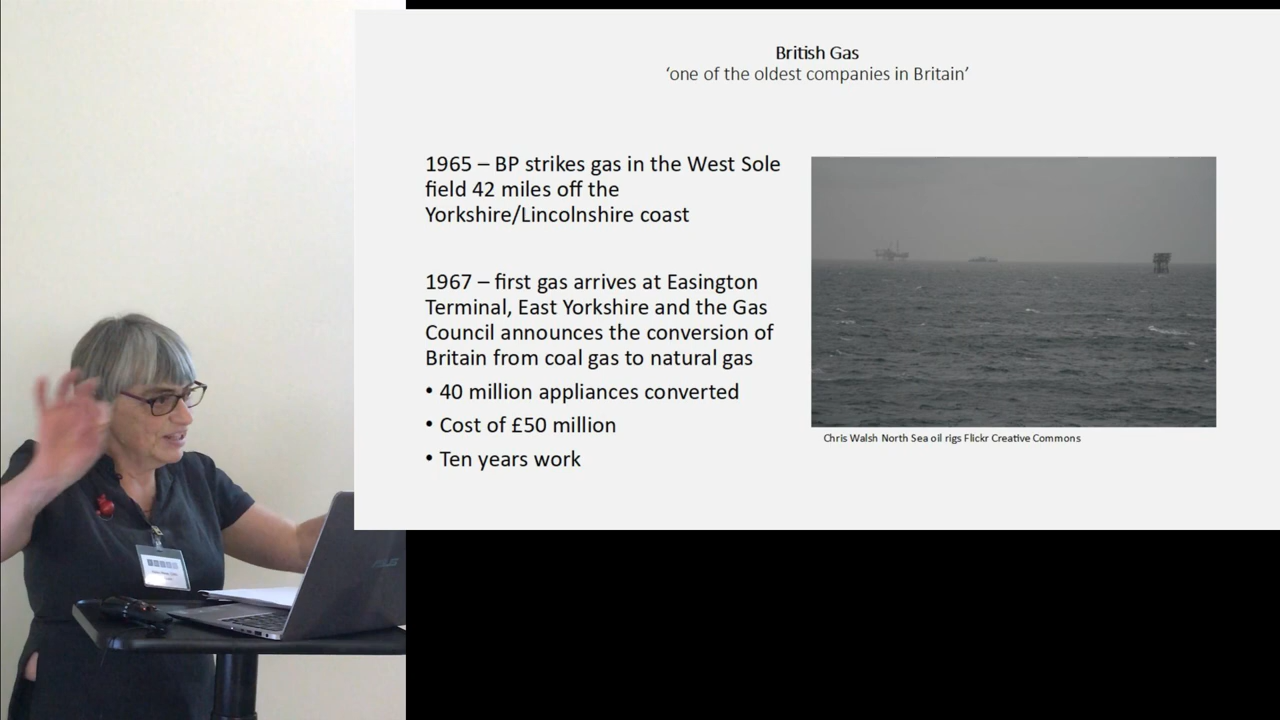 British Gas
‘one of the oldest companies in Britain’
1965 – BP strikes gas in the West Sole
field 42 miles off the
Yorkshire/Lincolnshire coast
1967 – first gas arrives at Easington
Terminal, East Yorkshire and the Gas
Council announces the conversion of
Britain from coal gas to natural gas
• 40 million appliances converted
• Cost of £50 million
• Ten years work
Chris Walsh North Sea oil rigs Flickr Creative Commons
ASUS